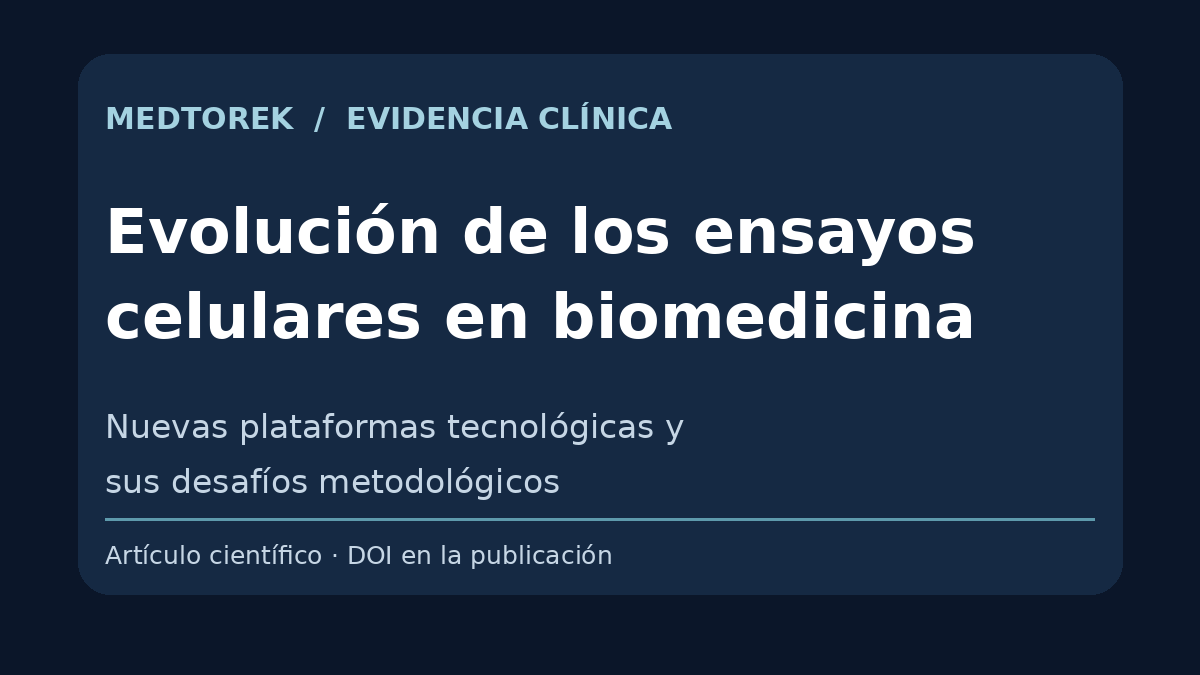 MEDTOREK / EVIDENCIA CLÍNICA
Evolución de los ensayos
celulares en biomedicina
Nuevas plataformas tecnológicas y
sus desafíos metodológicos
Artículo científico · DOI en la publicación